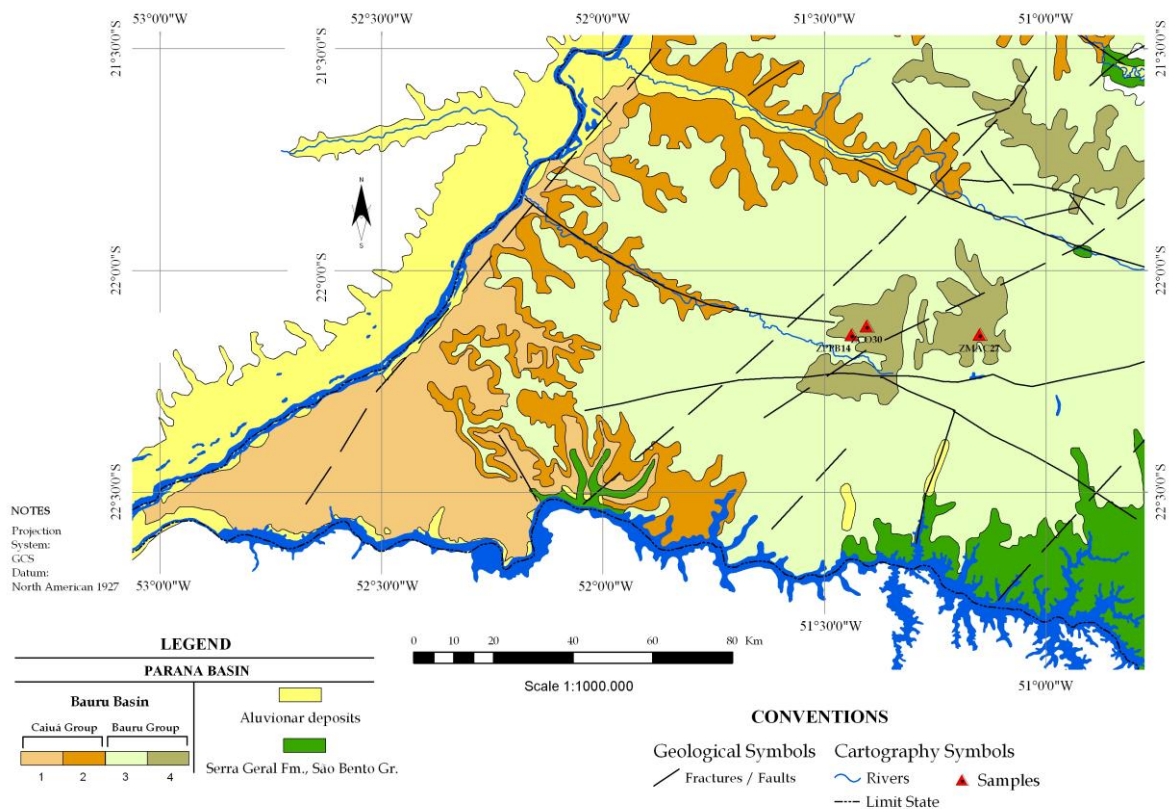 53°0'0"W 52°30'0"W 52°0'0"W 51°30'0"W 51°0'0"W
21°30'0"S 21°30'0"S
N
S
22°0'0"S 22°0'0"S 22°0'0"S
ZPRB14 ZMAC27
22°30'0"S 22°30'0"S
NOTES
Projection
System:
GCS
Datum:
North American 1927
53°0'0"W 52°30'0"W 52°0'0"W
51°30'0"W
51°0'0"W
0 10 20 40 60 80 Km
Scale 1:1000.000
LEGEND
PARANA BASIN
Bauru Basin
Caiuá Group Bauru Group
1 2 3 4
Aluvionar deposits
Serra Geral Fm., São Bento Gr.
CONVENTIONS
Geological Symbols Cartography Symbols
Fractures / Faults Rivers Samples
Limit State